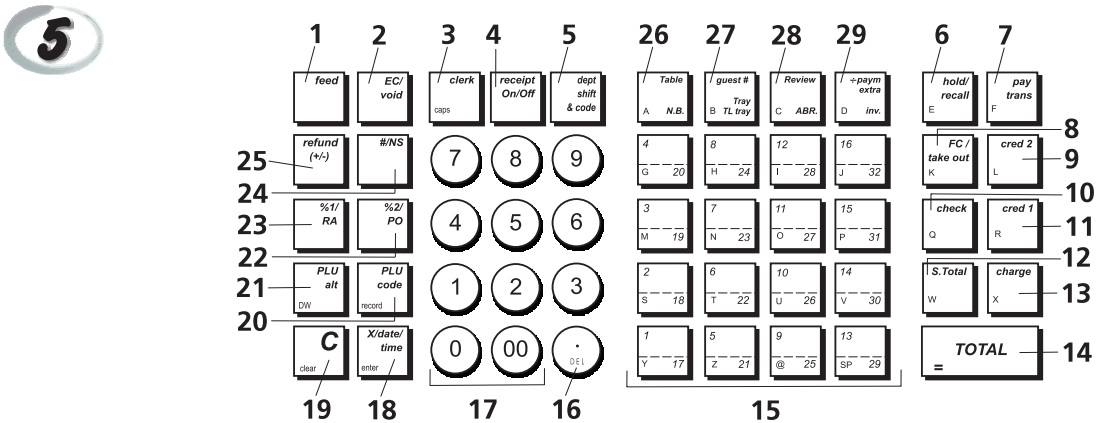 5
1 2 3 4 5 26 27 28 29 6 7
feed
EC/
void
clerk
caps
receipt
On/Off
dept
shift
& code
Table
A N.B.
guest #
Tray
B TL tray
Review
C ABR.
÷paym
extra
D inv.
hold/
recall
E
pay
trans
F
8
25
refund
(+/-)
#/NS
24
7 8 9
4
G 20
8
H 24
12
I 28
16
J 32
FC /
take out
K
cred 2
L
9
10
23
%1/
RA
%2/
PO
22
4 5 6
3
M 19
7
N 23
11
O 27
15
P 31
check
Q
cred 1
R
11
12
21
PLU
alt
DW
PLU
code
record
20
1 2 3
2
S 18
6
T 22
10
U 26
14
V 30
S.Total
W
charge
X
13
C
clear
X/date/
time
enter
0 00 .
DEL
1
Y 17
5
Z 21
9
@ 25
13
SP 29
TOTAL
=
14
19 18 17 16 15